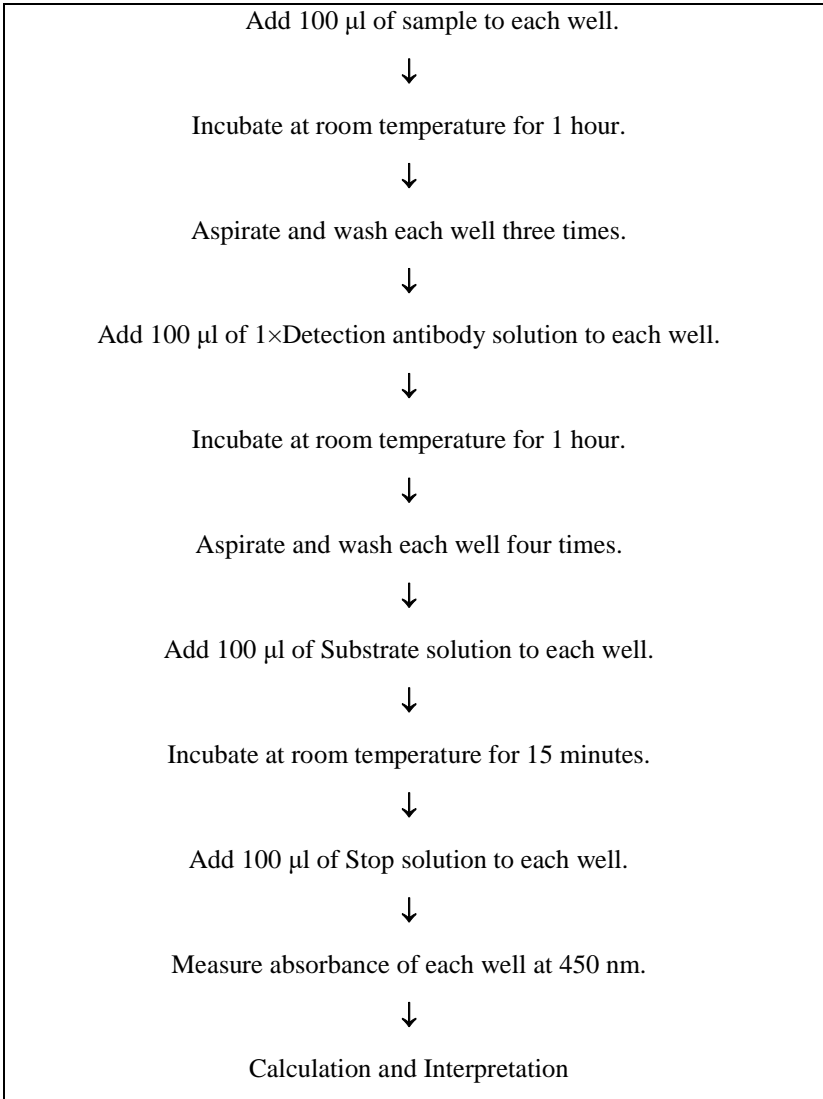 Add 100 μl of sample to each well.
↓
Incubate at room temperature for 1 hour.
↓
Aspirate and wash each well three times.
↓
Add 100 μl of 1×Detection antibody solution to each well.
↓
Incubate at room temperature for 1 hour.
↓
Aspirate and wash each well four times.
↓
Add 100 μl of Substrate solution to each well.
↓
Incubate at room temperature for 15 minutes.
↓
Add 100 μl of Stop solution to each well.
↓
Measure absorbance of each well at 450 nm.
↓
Calculation and Interpretation